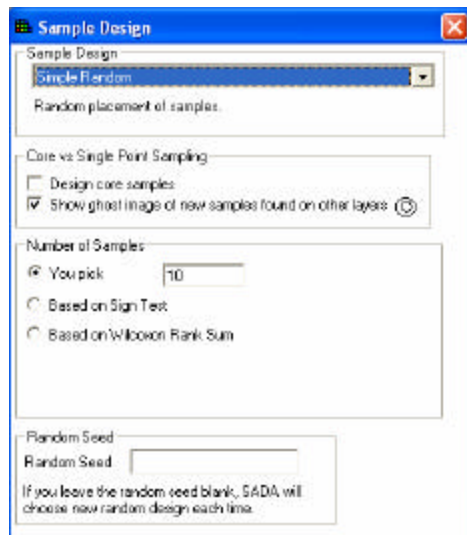 Sample Design
Sample Design
Simple Random
Random placement of samples.
Core vs Single Point Sampling
Design core samples
Show ghost image of new samples found on other layers
Number of Samples
You pick 10
Based on Sign Test
Based on Wilcoxon Rank Sum
Random Seed
Random Seed
If you leave the random seed blank, SADA will
choose new random design each time.